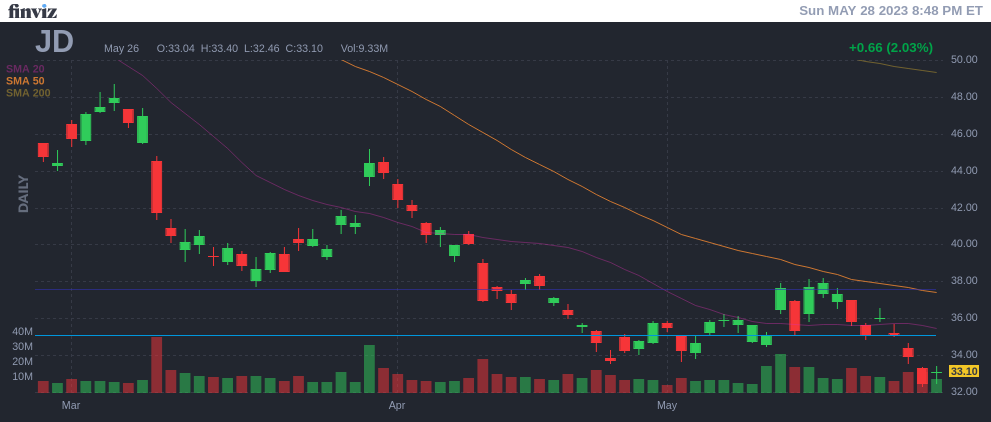 finviz
Sun MAY 28 2023 8:48 PM ET
JD
May 26 O:33.04 H:33.40 L:32.46 C:33.10 Vol:9.33M
+0.66 (2.03%)
SMA 20
SMA 50
SMA 200
DAILY
50.00
48.00
46.00
44.00
42.00
40.00
38.00
36.00
34.00
33.10
32.00
40M
30M
20M
10M
Mar
Apr
May